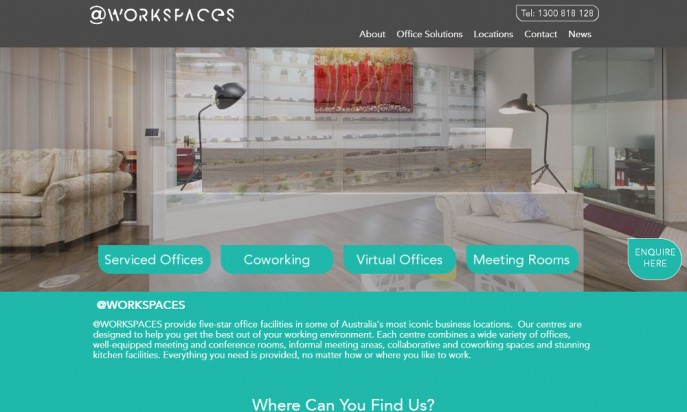 @WORKSPACES
Tel: 1300 818 128
About Office Solutions Locations Contact News
Serviced Offices Coworking Virtual Offices Meeting Rooms
ENQUIRE
HERE
@WORKSPACES
@WORKSPACES provide five-star office facilities in some of Australia's most iconic business locations. Our centres are
designed to help you get the best out of your working environment. Each centre combines a wide variety of offices,
well-equipped meeting and conference rooms, informal meeting areas, collaborative and coworking spaces and stunning
kitchen facilities. Everything you need is provided, no matter how or where you like to work.
Where Can You Find Us?